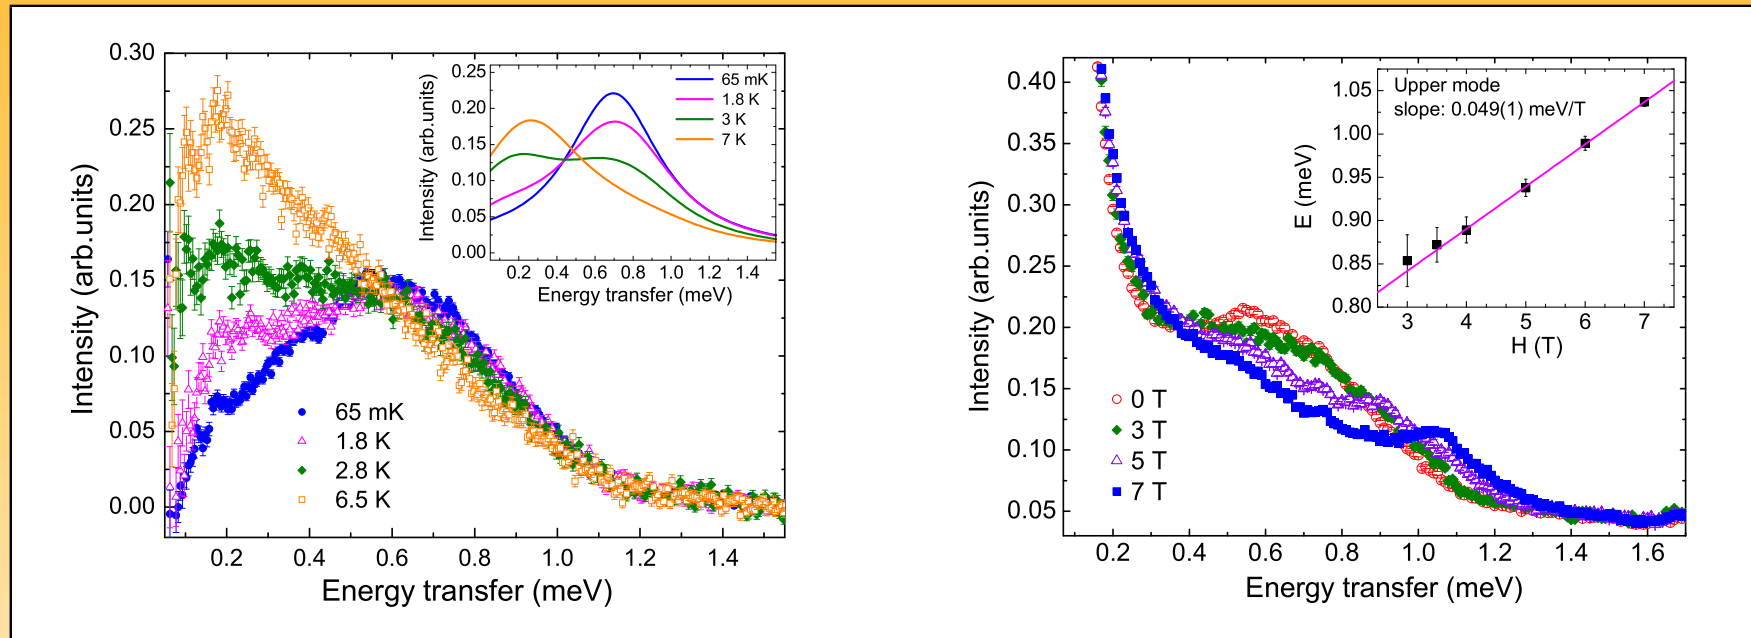 0.30
0.25
0.20
0.15
0.10
0.05
0.00
Intensity (arb.units)
0.2 0.4 0.6 0.8 1.0 1.2 1.4
Energy transfer (meV)
65 mK
1.8 K
2.8 K
6.5 K
0.25
0.20
0.15
0.10
0.05
0.00
Intensity (arb.units)
0.2 0.4 0.6 0.8 1.0 1.2 1.4
Energy transfer (meV)
65 mK
1.8 K
3 K
7 K
0.40
0.35
0.30
0.25
0.20
0.15
0.10
0.05
Intensity (arb.units)
0.2 0.4 0.6 0.8 1.0 1.2 1.4 1.6
Energy transfer (meV)
0 T
3 T
5 T
7 T
Upper mode
slope: 0.049(1) meV/T
1.05
1.00
0.95
0.90
0.85
0.80
E (meV)
3 4 5 6 7
H (T)